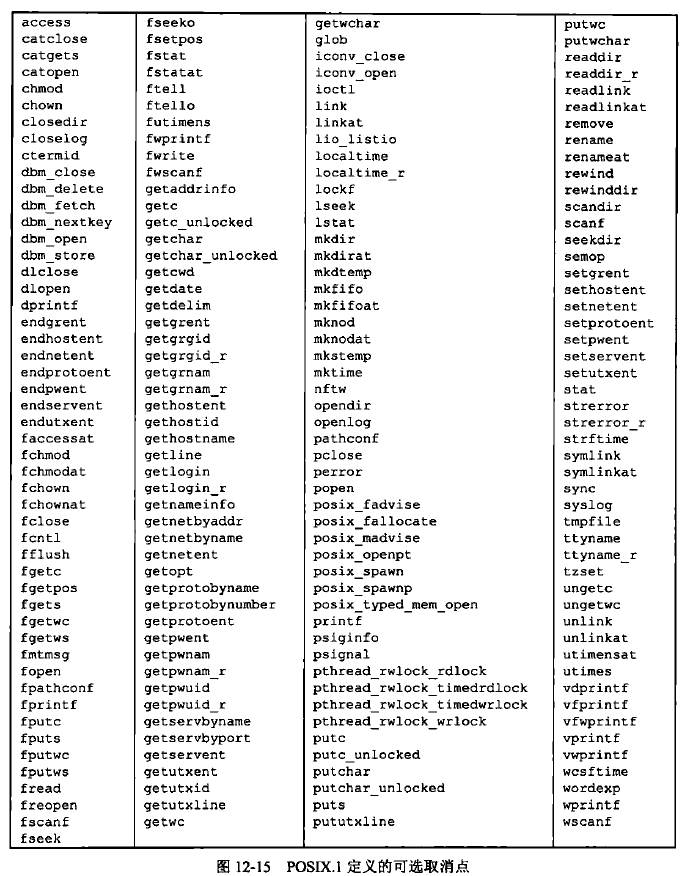 access
catclose
catgets
catopen
chmod
chown
closedir
closelog
ctermid
dbm_close
dbm_delete
dbm_fetch
dbm_nextkey
dbm_open
dbm_store
dlclose
dlopen
dprintf
endgrent
endhostent
endnetent
endprotoent
endpwent
endservent
endutxent
faccessat
fchmod
fchmodat
fchown
fchownat
fclose
fcntl
fflush
fgetc
fgetpos
fgets
fgetwc
fgetws
fmtmsg
fopen
fpathconf
fprintf
fputc
fputs
fputwc
fputws
fread
freopen
fscanf
fseek
fseeko
fsetpos
fstat
fstatat
ftell
ftello
futimens
fwprintf
fwrite
fwscanf
getaddrinfo
getc
getc_unlocked
getchar
getchar_unlocked
getcwd
getdate
getdelim
getgrent
getgrgid
getgrgid_r
getgrnam
getgrnam_r
gethostent
gethostid
gethostname
getline
getlogin
getlogin_r
getnameinfo
getnetbyaddr
getnetbyname
getnetent
getopt
getprotobyname
getprotobynumber
getprotoent
getpwent
getpwnam
getpwnam_r
getpwuid
getpwuid_r
getservbyname
getservbyport
getservent
getutxent
getutxid
getutxline
getwc
getwchar
glob
iconv_close
iconv_open
ioctl
link
linkat
lio_listio
localtime
localtime_r
lockf
lseek
lstat
mkdir
mkdirat
mkdtemp
mkfifo
mkfifoat
mknod
mknodat
mkstemp
mktime
nftw
opendir
openlog
pathconf
pclose
perror
popen
posix_fadvise
posix_fallocate
posix_madvise
posix_openpt
posix_spawn
posix_spawnp
posix_typed_mem_open
printf
psiginfo
psignal
pthread_rwlock_rdlock
pthread_rwlock_timedrdlock
pthread_rwlock_timedwrlock
pthread_rwlock_wrlock
putc
putc_unlocked
putchar
putchar_unlocked
puts
pututxline
putwc
putwchar
readdir
readdir_r
readlink
readlinkat
remove
rename
renameat
rewind
rewinddir
scandir
scanf
seekdir
semop
setgrent
sethostent
setnetent
setprotoent
setpwent
setservent
setutxent
stat
strerror
strerror_r
strftime
symlink
symlinkat
sync
syslog
tmpfile
ttyname
ttyname_r
tzset
ungetc
ungetwc
unlink
unlinkat
utimensat
utimes
vdprintf
vfprintf
vfwprintf
vprintf
vwprintf
wcsftime
wordexp
wprintf
wscanf
图 12-15 POSIX.1 定义的可选取消点